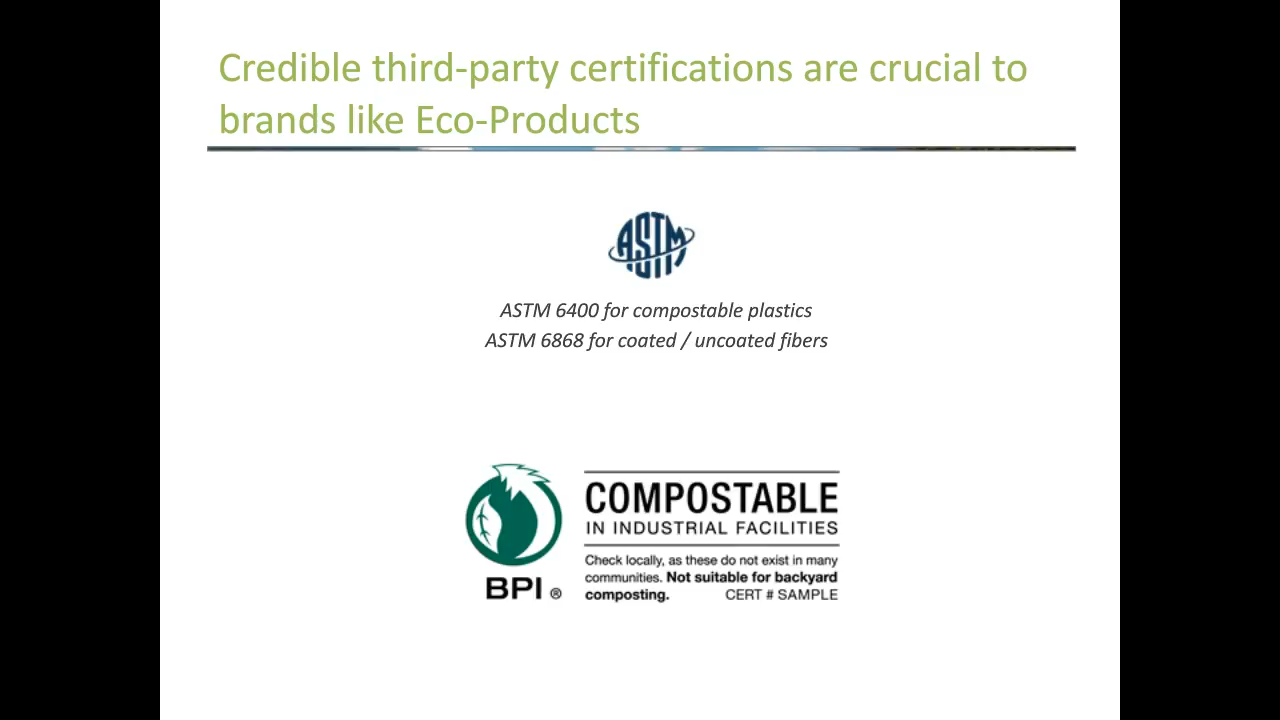 Credible third-party certifications are crucial to
brands like Eco-Products
ASTM
ASTM 6400 for compostable plastics
ASTM 6868 for coated / uncoated fibers
COMPOSTABLE
IN INDUSTRIAL FACILITIES
Check locally, as these do not exist in many
communities. Not suitable for backyard
composting. CERT # SAMPLE
BPI ®